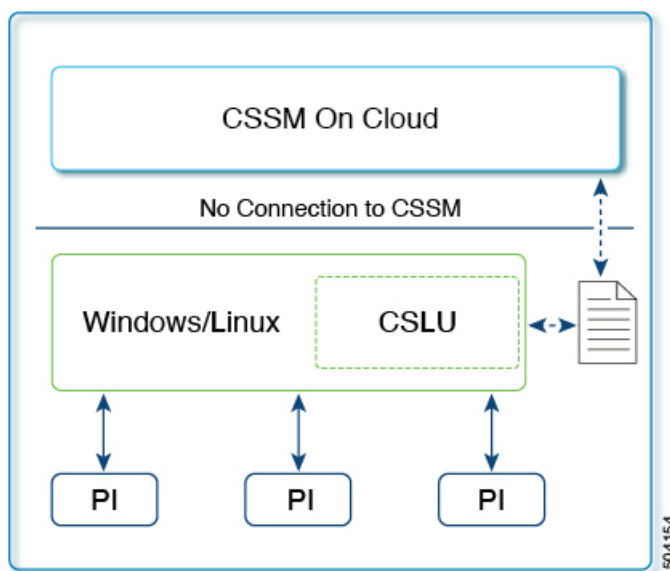 CSSM On Cloud
No Connection to CSSM
Windows/Linux CSLU
PI PI PI
504154